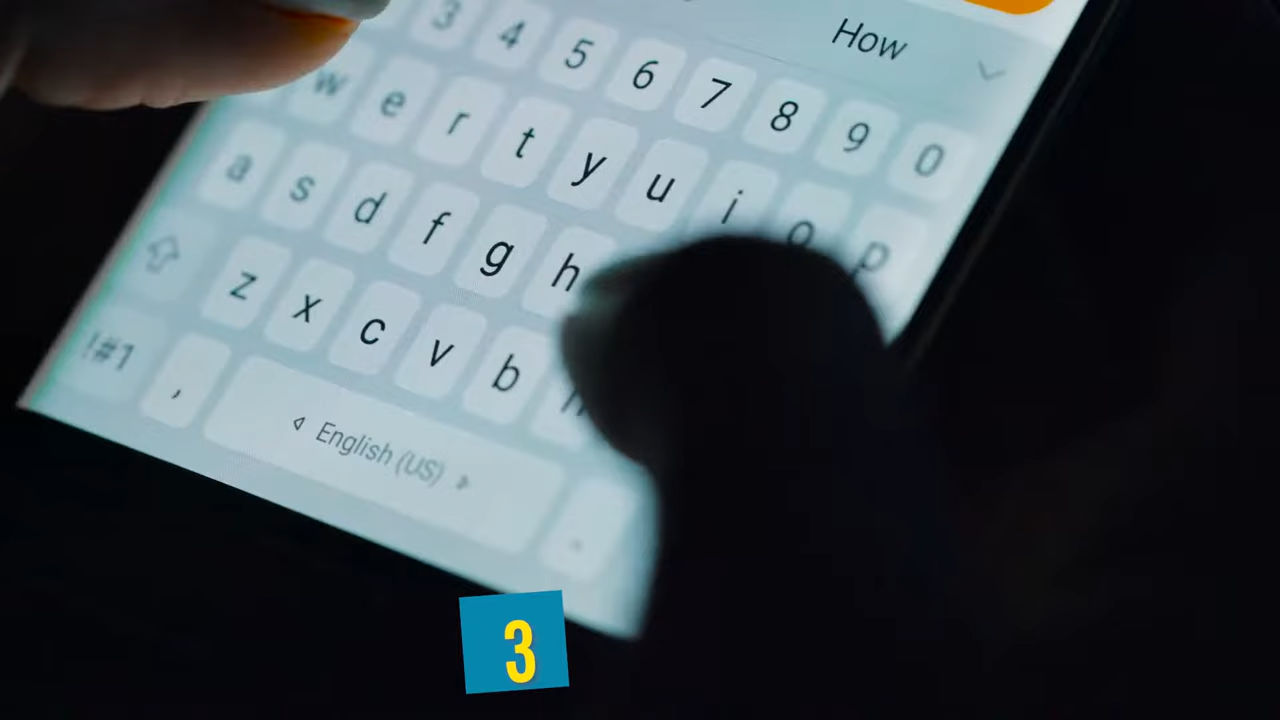 How
3 4 5 6 7 8 9 0
w e r t y u i o p
a s d f g h
z x c v b n
!#1 , English (US) .
3